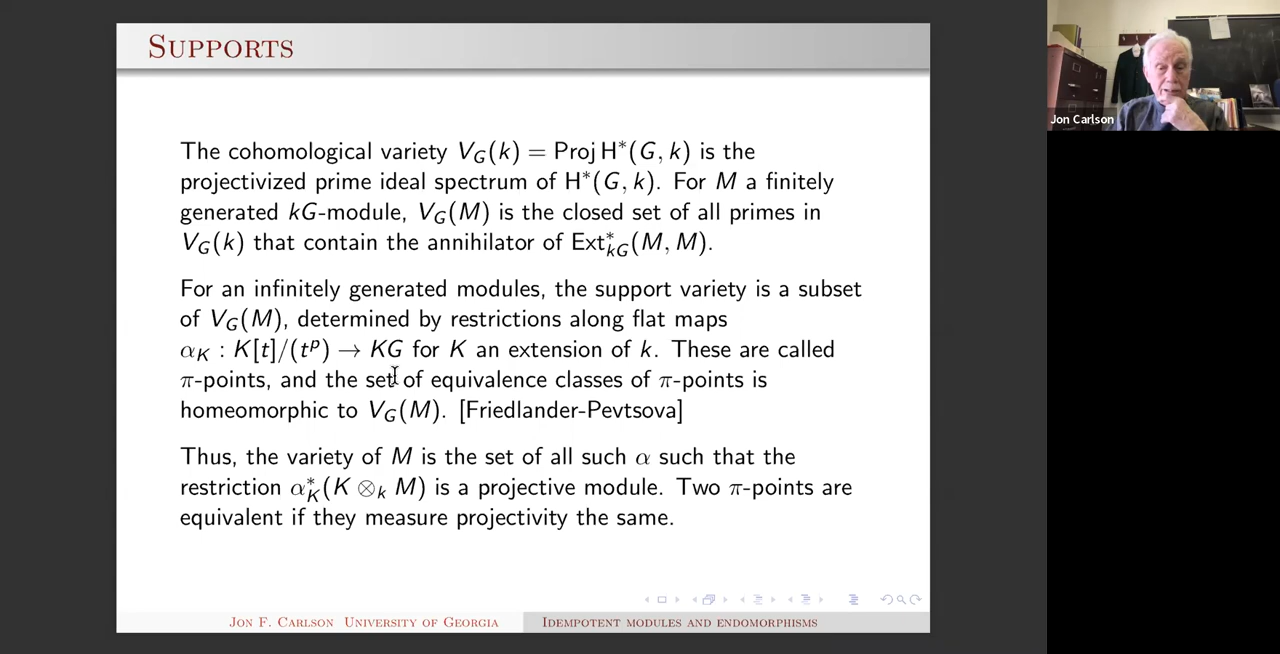 SUPPORTS
The cohomological variety V_G(k) = Proj H*(G, k) is the
projectivized prime ideal spectrum of H*(G, k). For M a finitely
generated kG-module, V_G(M) is the closed set of all primes in
V_G(k) that contain the annihilator of Ext*_kG(M, M).
For an infinitely generated modules, the support variety is a subset
of V_G(M), determined by restrictions along flat maps
α_K : K[t]/(t^p) → KG for K an extension of k. These are called
π-points, and the set of equivalence classes of π-points is
homeomorphic to V_G(M). [Friedlander-Pevtsova]
Thus, the variety of M is the set of all such α such that the
restriction α*_K(K ⊗_k M) is a projective module. Two π-points are
equivalent if they measure projectivity the same.
JON F. CARLSON UNIVERSITY OF GEORGIA
IDEMPOTENT MODULES AND ENDOMORPHISMS
Jon Carlson